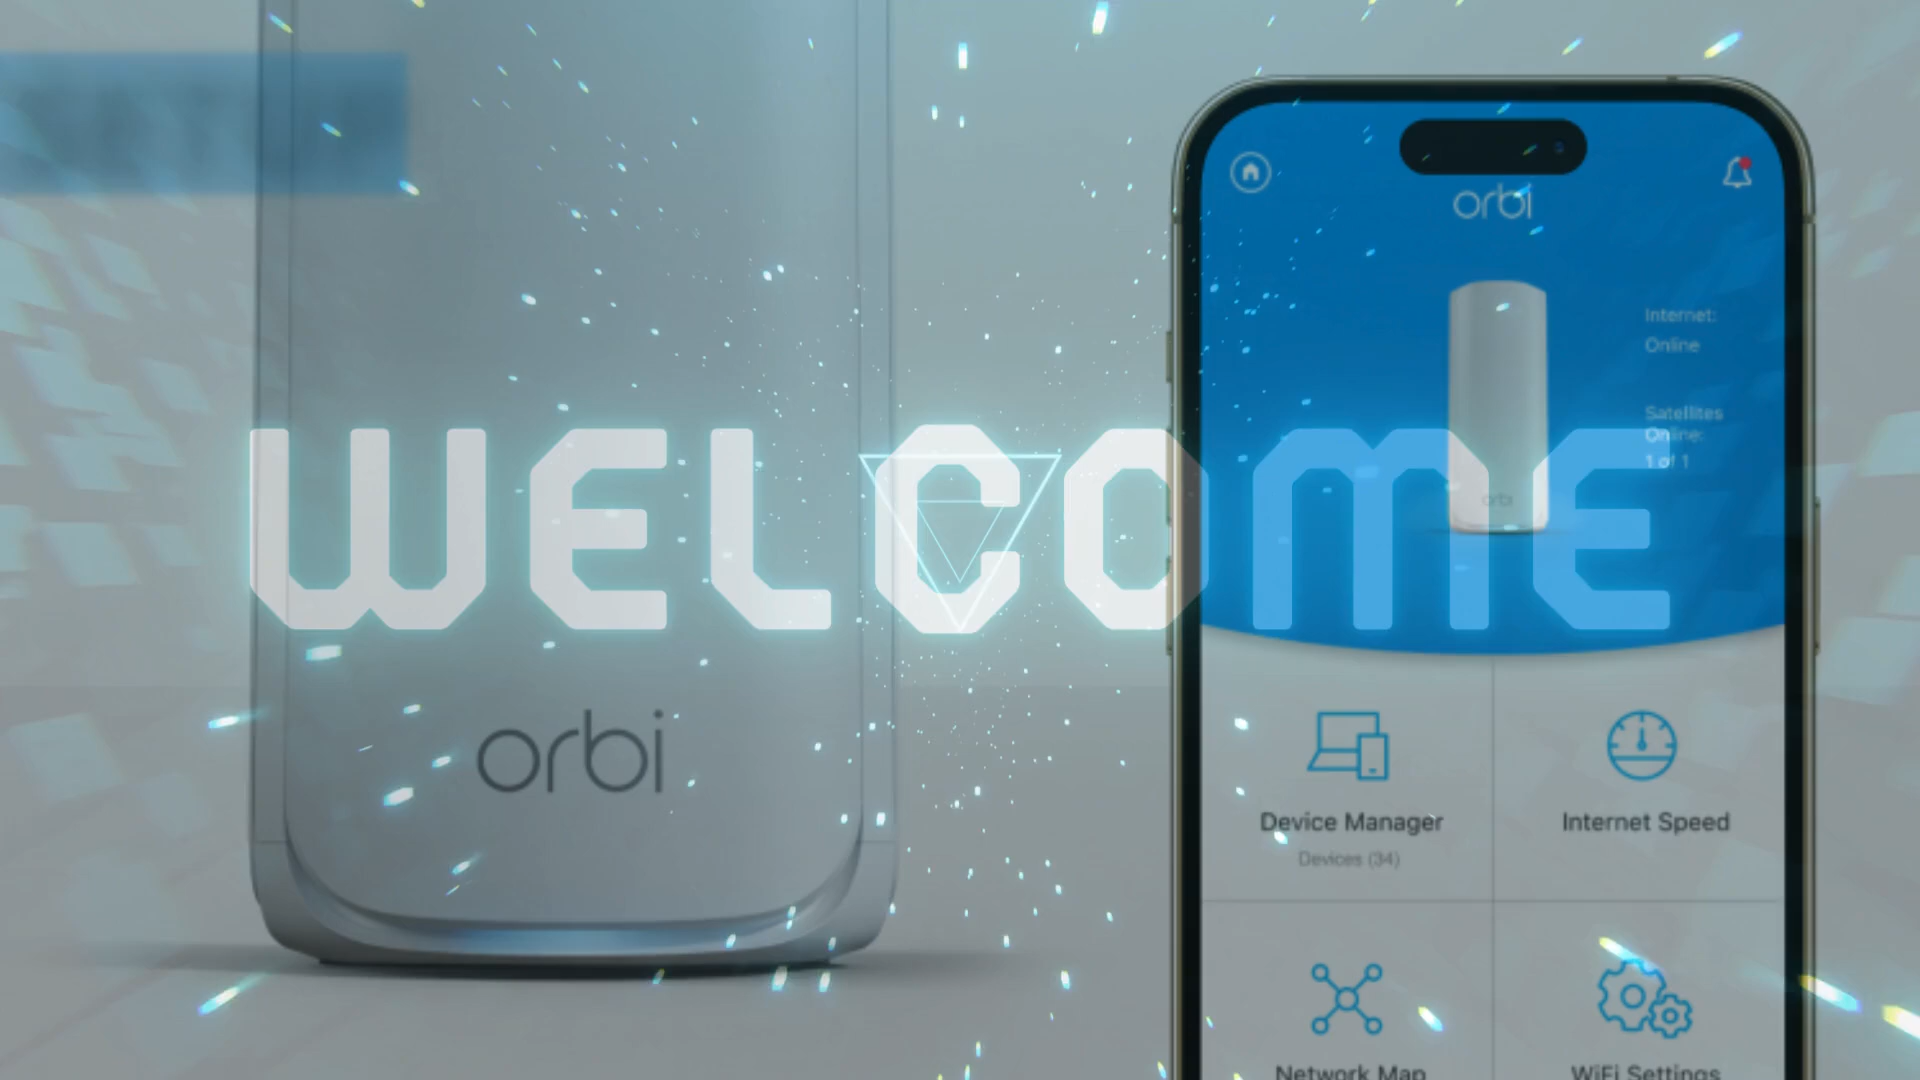 orbi
Internet:
Online
Satellites
Online:
1 of 1
WELCOME
orbi
orbi
Device Manager
Devices (34)
Internet Speed
Network Map
WiFi Settings